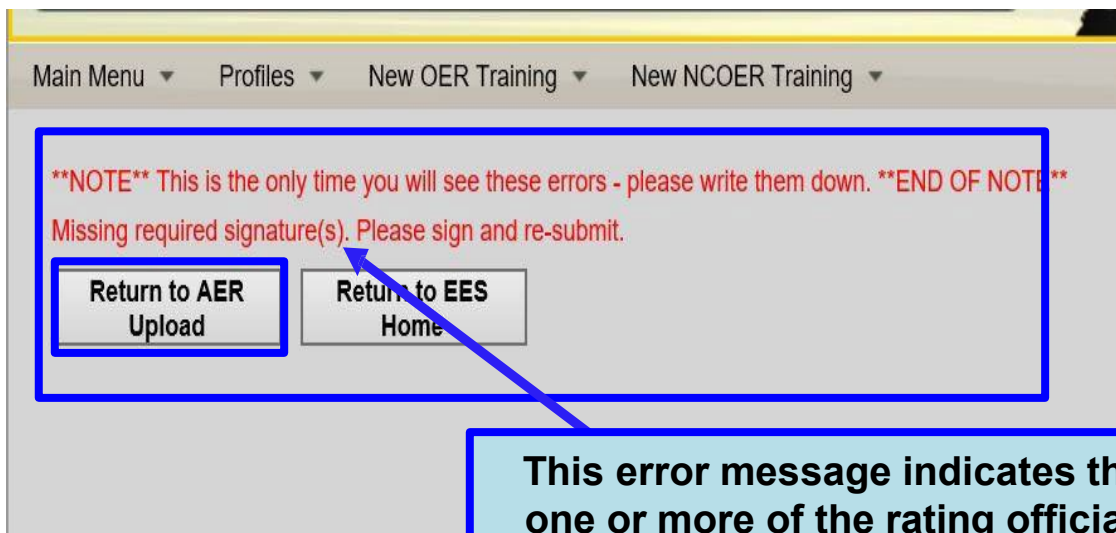 Main Menu Profiles New OER Training New NCOER Training
**NOTE** This is the only time you will see these errors - please write them down. **END OF NOTE**
Missing required signature(s). Please sign and re-submit.
Return to AER
Upload
Return to EES
Home
This error message indicates
one or more of the rating